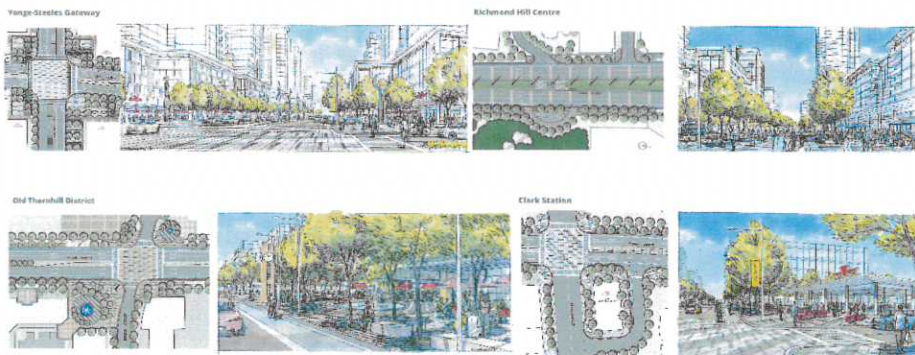 Yonge-Steeles Gateway
Richmond Hill Centre
Old Thornhill District
Clark Station